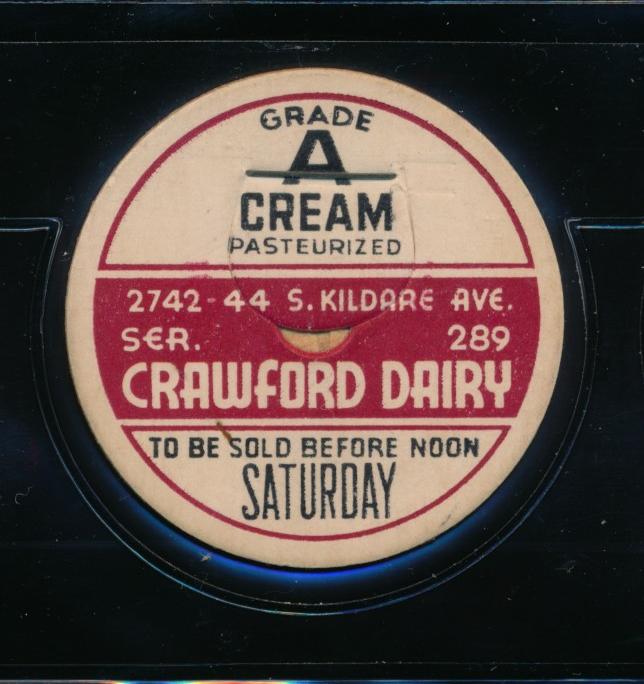 GRADE
A
CREAM
PASTEURIZED
2742-44 S. KILDARE AVE.
SER. 289
CRAWFORD DAIRY
TO BE SOLD BEFORE NOON
SATURDAY